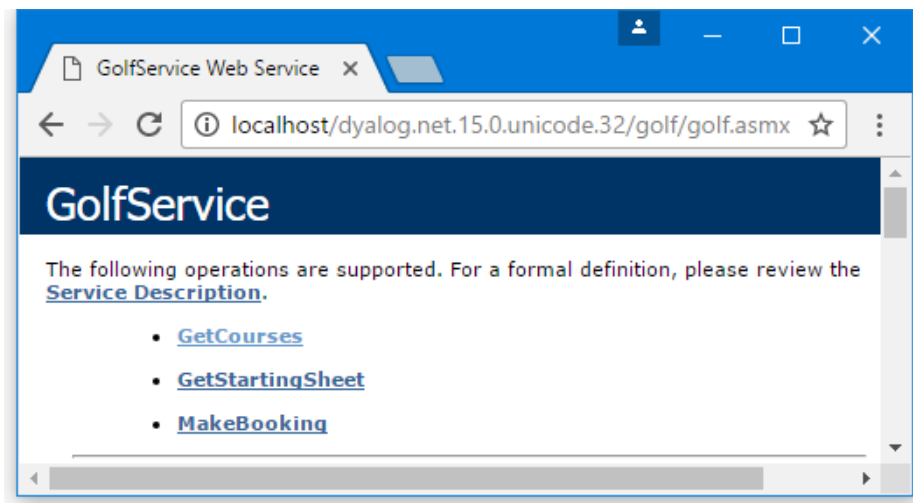 GolfService Web Service
localhost/dyalog.net.15.0.unicode.32/golf/golf.asmx
GolfService
The following operations are supported. For a formal definition, please review the
Service Description.
GetCourses
GetStartingSheet
MakeBooking